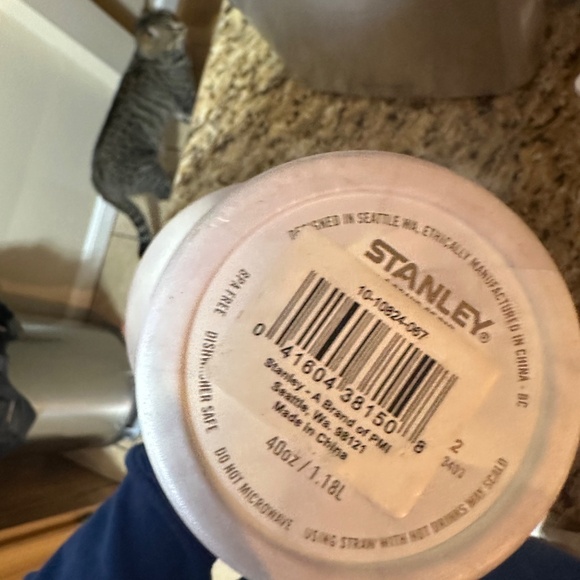 DESIGNED IN SEATTLE, WA, ETHICALLY MANUFACTURED IN CHINA - BC
STANLEY®
10-10824-067
0 41604 38150 8
Stanley - A Brand of PMI
Seattle, Wa. 98121
Made In China
40oz / 1.18L
2
BPA FREE
DISHWASHER SAFE
DO NOT MICROWAVE
USING STRAW WITH HOT DRINKS MAY SCALD